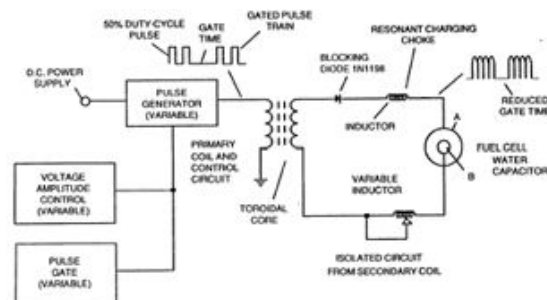 50% DUTY-CYCLE
PULSE
GATE
TIME
GATED PULSE
TRAIN
RESONANT CHARGING
CHOKE
BLOCKING
DIODE 1N1198
D.C. POWER
SUPPLY
PULSE
GENERATOR
(VARIABLE)
INDUCTOR
REDUCED
GATE TIME
A
PRIMARY
COIL AND
CONTROL
CIRCUIT
FUEL CELL
WATER
CAPACITOR
B
VOLTAGE
AMPLITUDE
CONTROL
(VARIABLE)
VARIABLE
INDUCTOR
TOROIDAL
CORE
PULSE
GATE
(VARIABLE)
ISOLATED CIRCUIT
FROM SECONDARY COIL